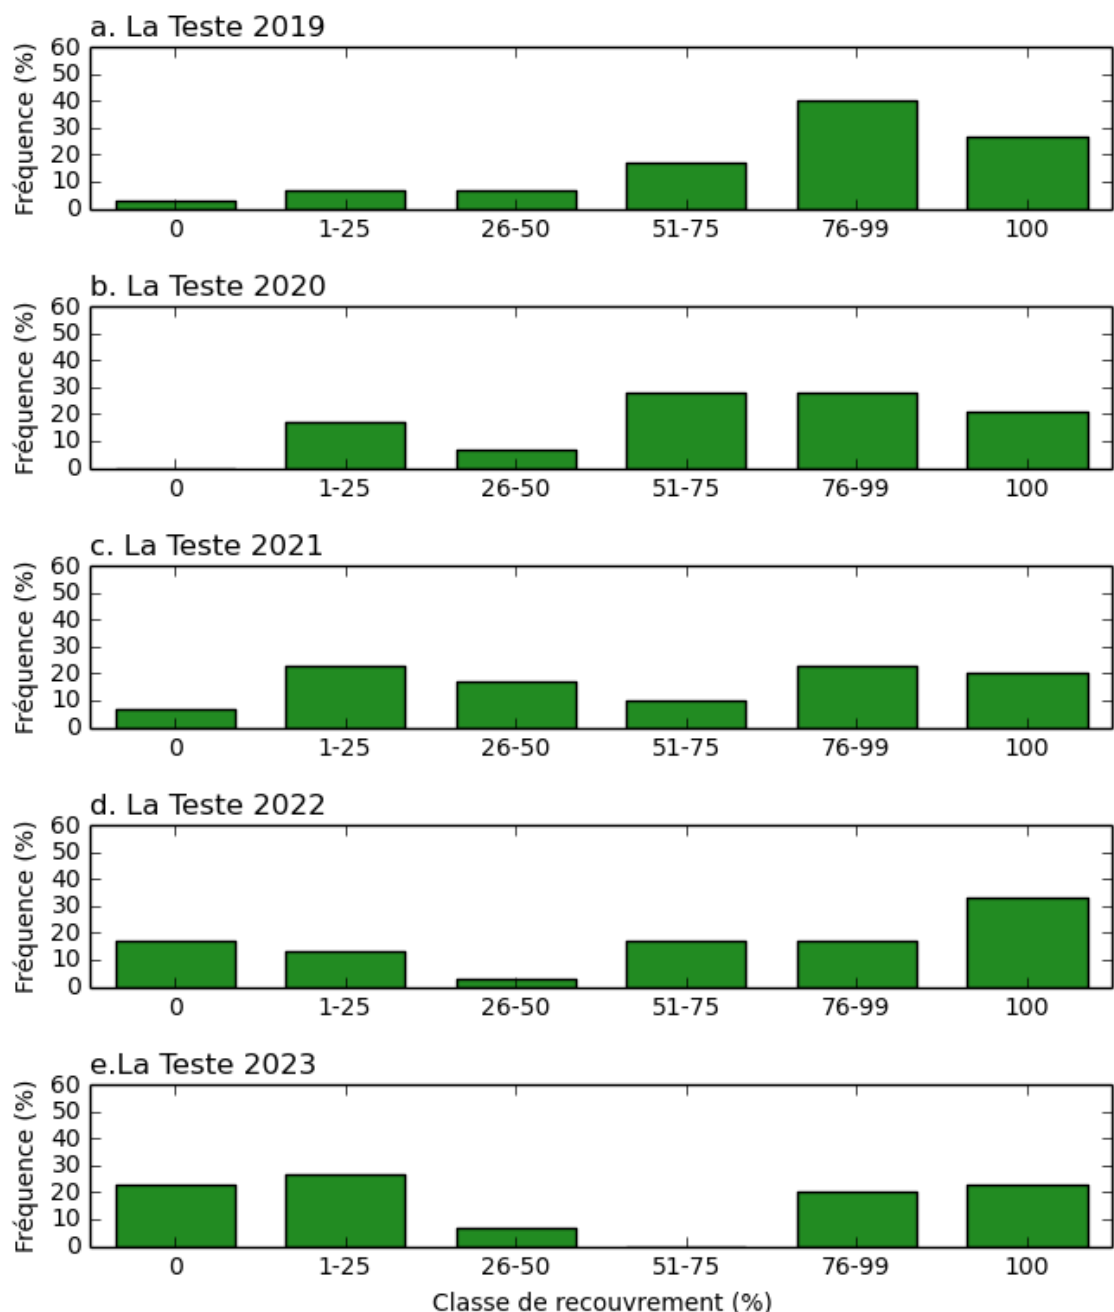 a. La Teste 2019
Fréquence (%)
60
50
40
30
20
10
0
0 1-25 26-50 51-75 76-99 100
b. La Teste 2020
Fréquence (%)
60
50
40
30
20
10
0
0 1-25 26-50 51-75 76-99 100
c. La Teste 2021
Fréquence (%)
60
50
40
30
20
10
0
0 1-25 26-50 51-75 76-99 100
d. La Teste 2022
Fréquence (%)
60
50
40
30
20
10
0
0 1-25 26-50 51-75 76-99 100
e.La Teste 2023
Fréquence (%)
60
50
40
30
20
10
0
0 1-25 26-50 51-75 76-99 100
Classe de recouvrement (%)